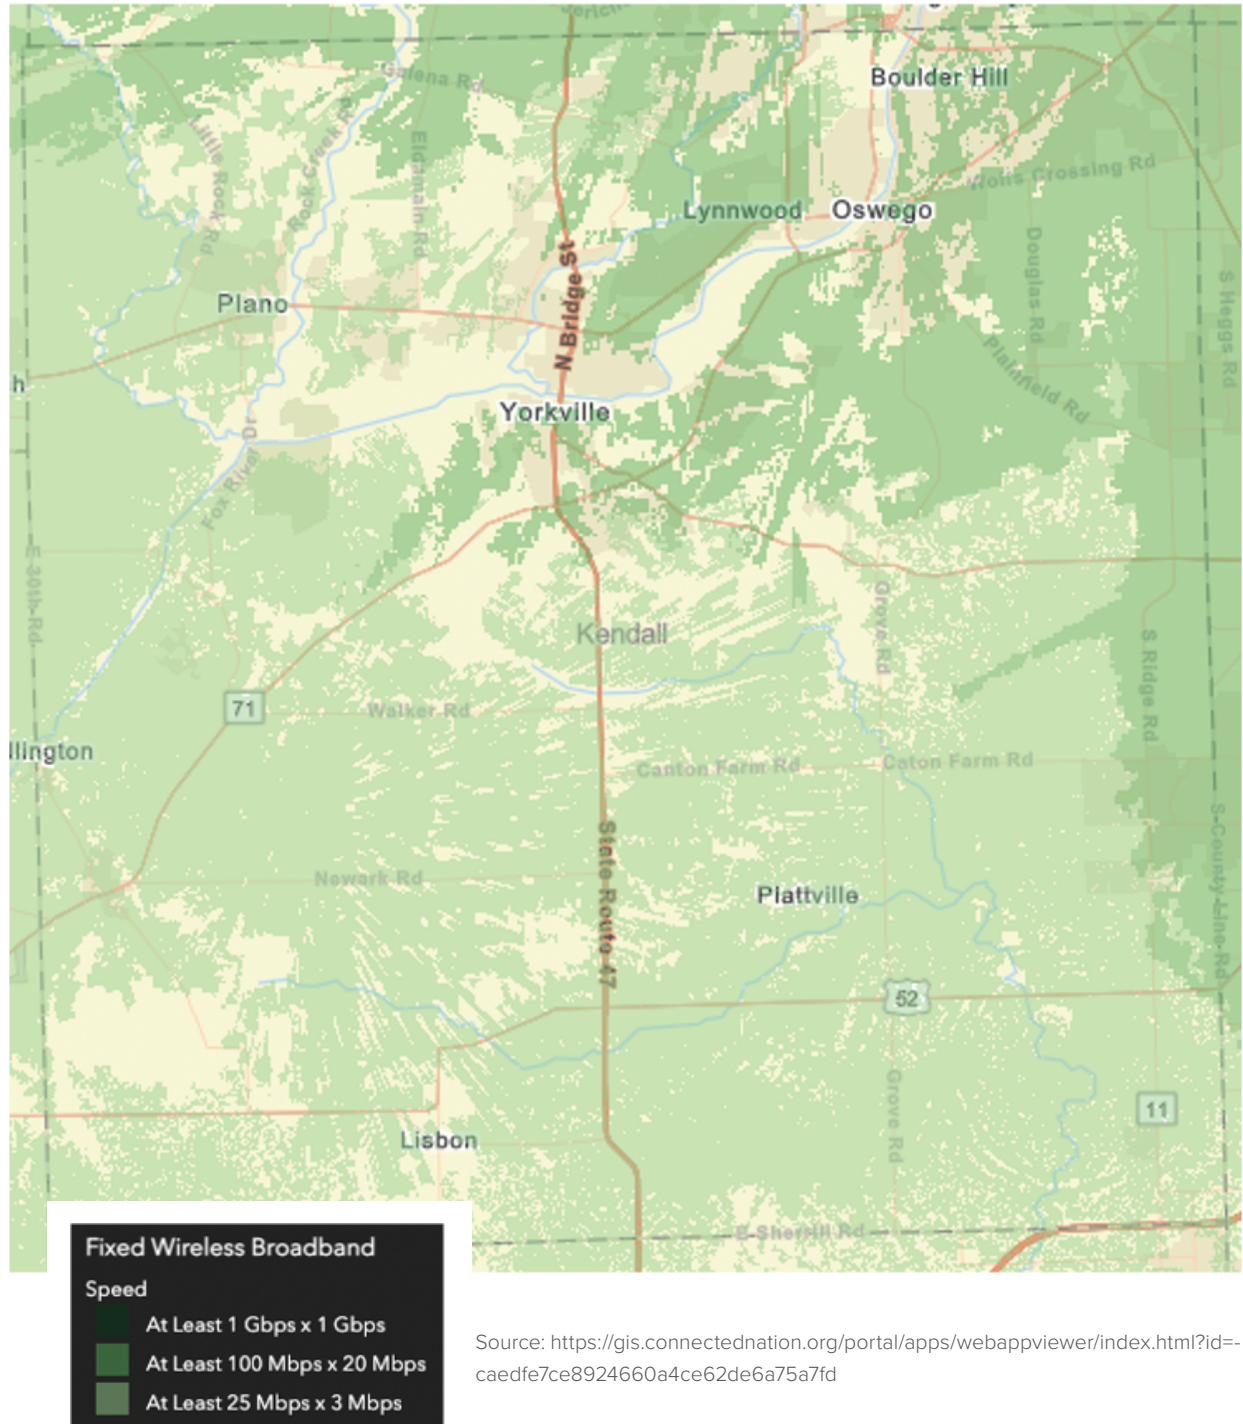 Jerich
Boulder Hill
Galena Rd
Little Rock Rd
Rock Creek Rd
Eldamain Rd
Wolfs Crossing Rd
Lynnwood
Oswego
Douglas Rd
S Heggs Rd
N Bridge St
Plano
Plainfield Rd
h
Yorkville
Fox River Dr
E 30th Rd
Kendall
Grove Rd
S Ridge Rd
71
Walker Rd
llington
Canton Farm Rd
Caton Farm Rd
State Route 47
S County Line Rd
Newark Rd
Plattville
52
Grove Rd
11
Lisbon
E Sherrill Rd
Fixed Wireless Broadband
Speed
At Least 1 Gbps x 1 Gbps
At Least 100 Mbps x 20 Mbps
At Least 25 Mbps x 3 Mbps
Source: https://gis.connectednation.org/portal/apps/webappviewer/index.html?id=-
caedfe7ce8924660a4ce62de6a75a7fd